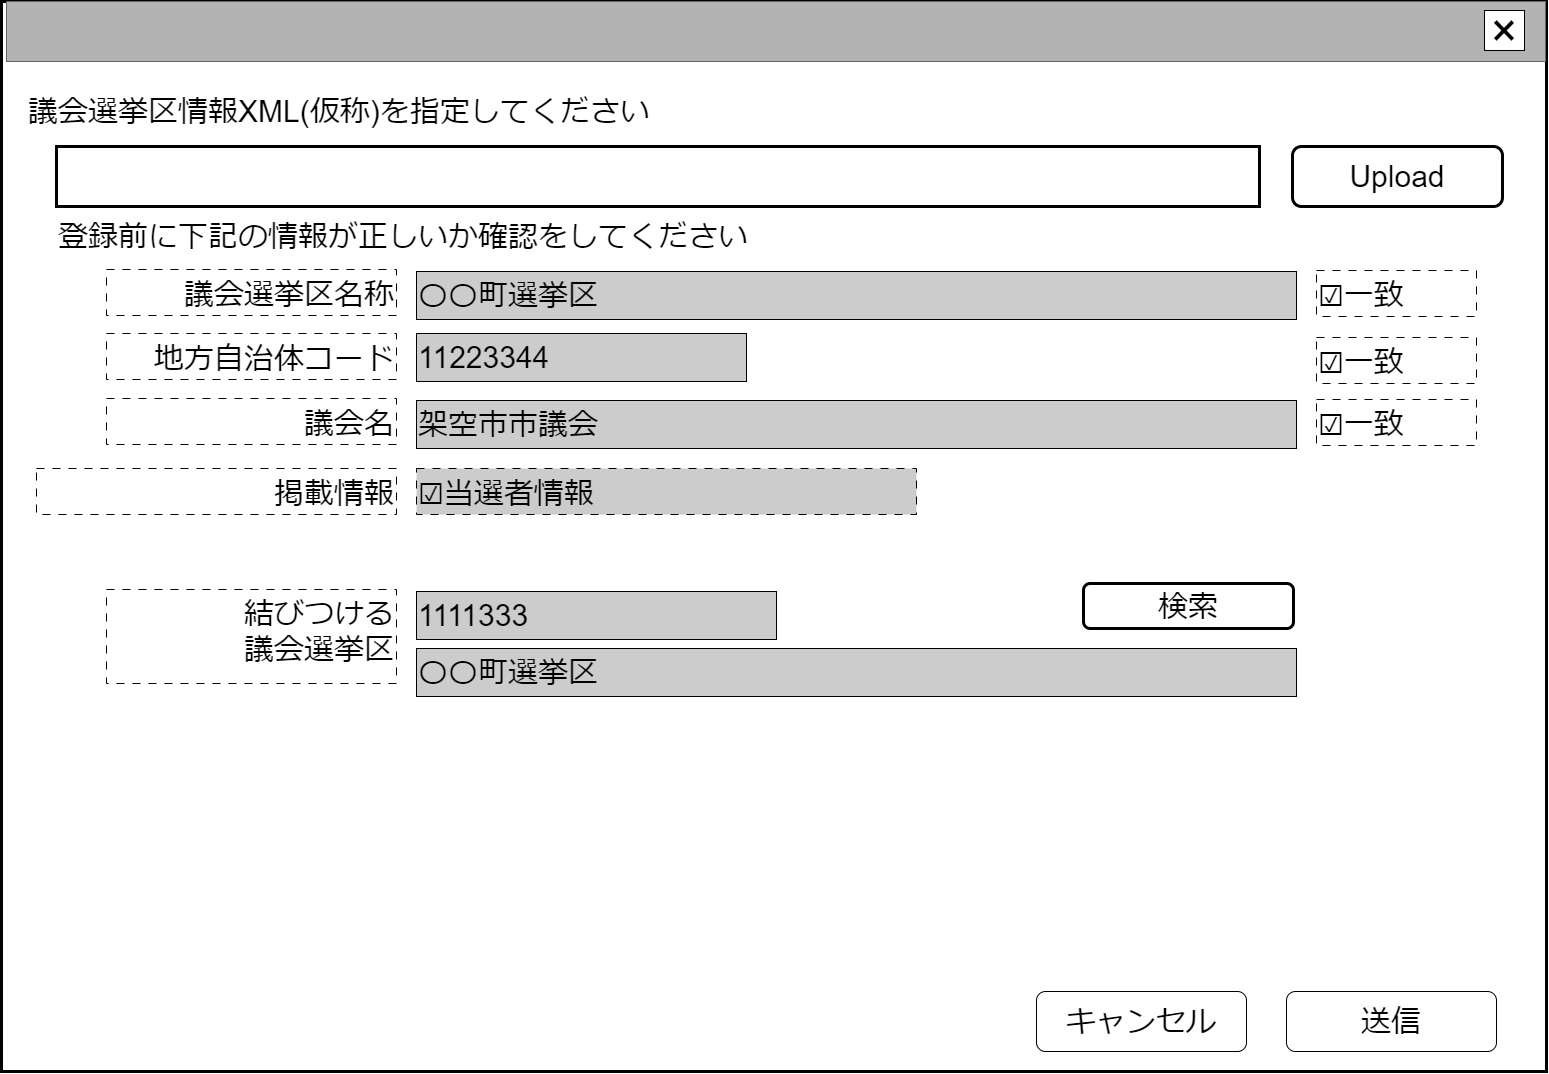 議会選挙区情報XML(仮称)を指定してください
Upload
登録前に下記の情報が正しいか確認をしてください
議会選挙区名称 〇〇町選挙区 ☑一致
地方自治体コード 11223344 ☑一致
議会名 架空市市議会 ☑一致
掲載情報 ☑当選者情報
結びつける 1111333 検索
議会選挙区 〇〇町選挙区
キャンセル 送信